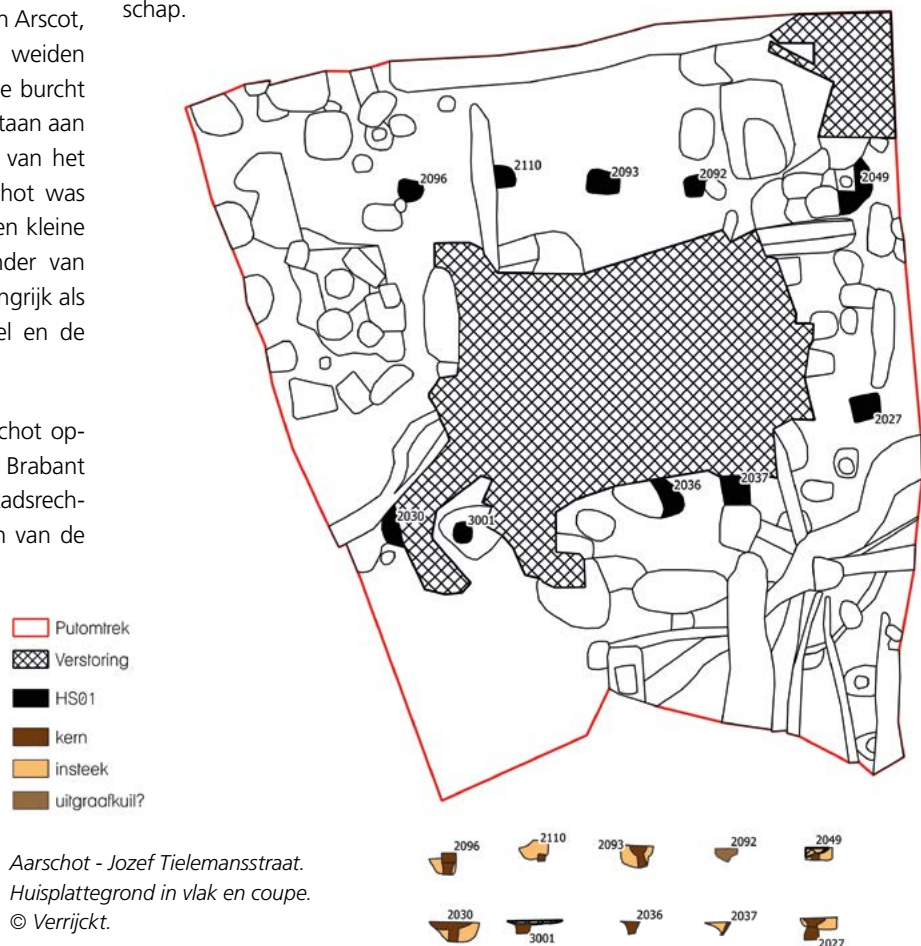 n Arscot,
weiden
e burcht
taan aan
van het
hot was
en kleine
nder van
ngrijk als
el en de
chot op-
Brabant
adsrech-
n van de
schap.
2096
2110
2093
2092
2049
2027
2036
2037
2030
3001
Putomtrek
Verstoring
HS01
kern
insteek
uitgraafkuil?
Aarschot - Jozef Tielemansstraat.
Huisplattegrond in vlak en coupe.
© Verrijckt.
2096
2110
2093
2092
2049
2030
3001
2036
2037
2027